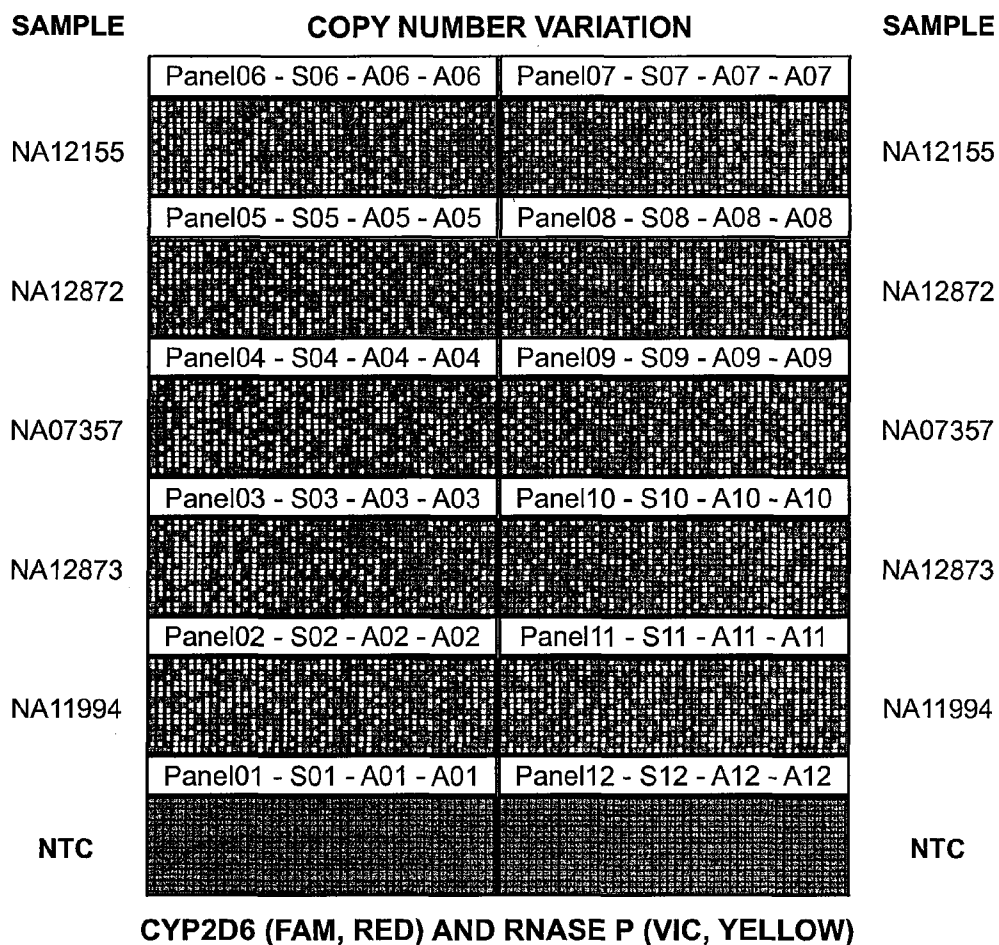 SAMPLE COPY NUMBER VARIATION SAMPLE
Panel06 - S06 - A06 - A06 Panel07 - S07 - A07 - A07
NA12155 NA12155
Panel05 - S05 - A05 - A05 Panel08 - S08 - A08 - A08
NA12872 NA12872
Panel04 - S04 - A04 - A04 Panel09 - S09 - A09 - A09
NA07357 NA07357
Panel03 - S03 - A03 - A03 Panel10 - S10 - A10 - A10
NA12873 NA12873
Panel02 - S02 - A02 - A02 Panel11 - S11 - A11 - A11
NA11994 NA11994
Panel01 - S01 - A01 - A01 Panel12 - S12 - A12 - A12
NTC NTC
CYP2D6 (FAM, RED) AND RNASE P (VIC, YELLOW)